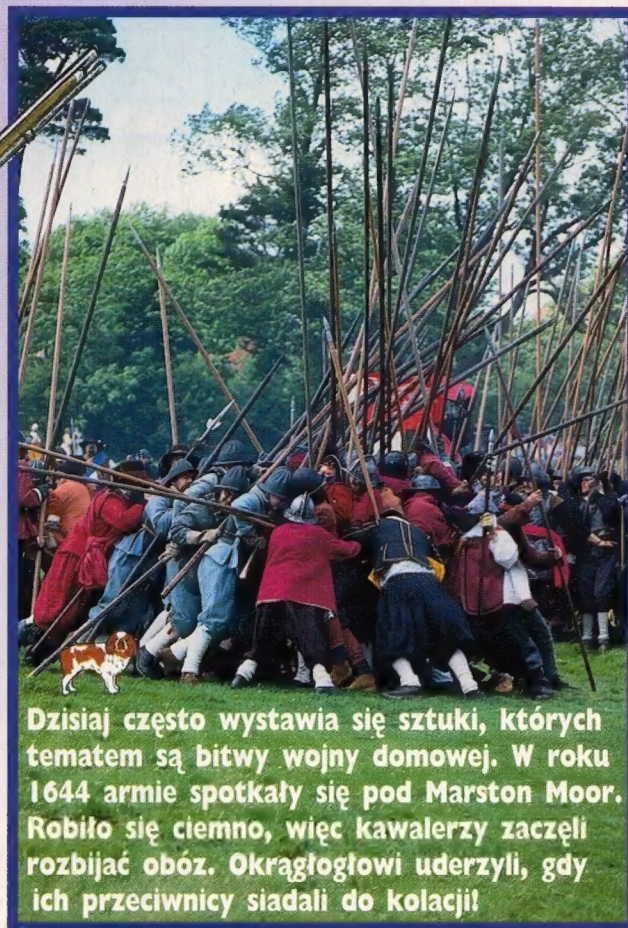 Dzisiaj często wystawia się sztuki, których
tematem są bitwy wojny domowej. W roku
1644 armie spotkały się pod Marston Moor.
Robiło się ciemno, więc kawalerzy zaczęli
rozbijać obóz. Okrągłogłowi uderzyli, gdy
ich przeciwnicy siadali do kolacji!